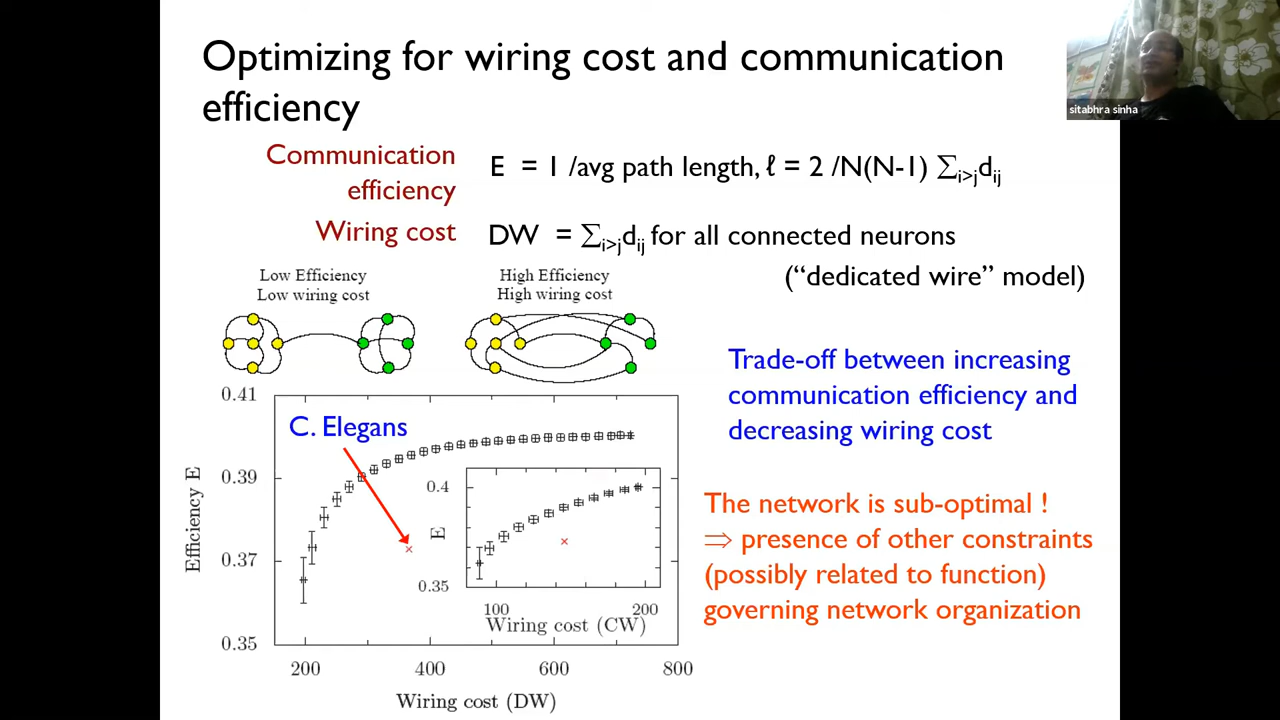 Optimizing for wiring cost and communication
efficiency
sitabhra sinha
Communication
efficiency
E = 1 /avg path length, ℓ = 2 /N(N-1) ∑i>jdij
Wiring cost
DW = ∑i>jdij for all connected neurons
(“dedicated wire” model)
Low Efficiency
Low wiring cost
High Efficiency
High wiring cost
Trade-off between increasing
communication efficiency and
decreasing wiring cost
0.41
0.39
0.37
0.35
Efficiency E
C. Elegans
0.4
0.35
E
100 200
Wiring cost (CW)
200 400 600 800
Wiring cost (DW)
The network is sub-optimal !
⇒ presence of other constraints
(possibly related to function)
governing network organization